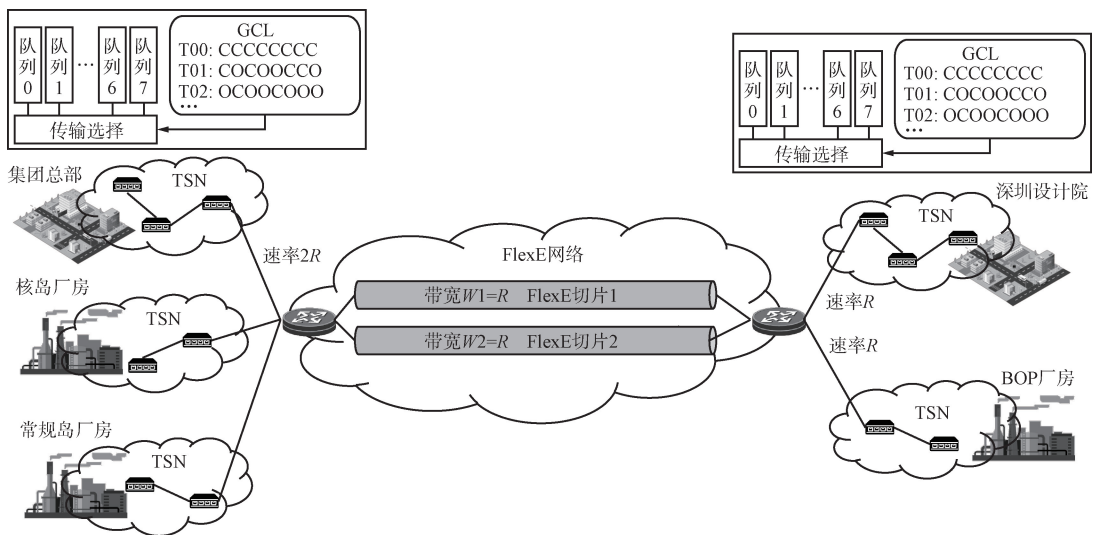 队列0
队列1
…
队列6
队列7
GCL
T00: CCCCCCCC
T01: COCOOCCO
T02: OCOOCOOO
…
传输选择
队列0
队列1
…
队列6
队列7
GCL
T00: CCCCCCCC
T01: COCOOCCO
T02: OCOOCOOO
…
传输选择
集团总部
TSN
速率2R
核岛厂房
TSN
常规岛厂房
TSN
FlexE网络
带宽W1=R FlexE切片1
带宽W2=R FlexE切片2
深圳设计院
TSN
速率R
速率R
BOP厂房
TSN